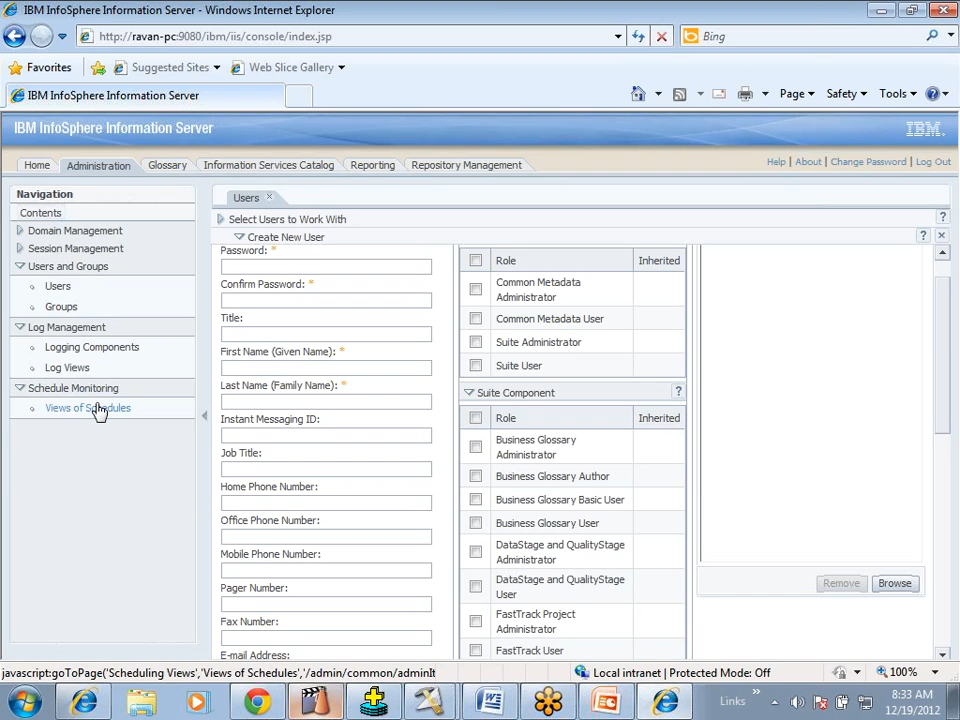 IBM InfoSphere Information Server - Windows Internet Explorer
http://ravan-pc:9080/ibm/iis/console/index.jsp
Bing
Favorites
Suggested Sites
Web Slice Gallery
IBM InfoSphere Information Server
Page
Safety
Tools
IBM InfoSphere Information Server
IBM.
Home
Administration
Glossary
Information Services Catalog
Reporting
Repository Management
Help | About | Change Password | Log Out
Navigation
Contents
Domain Management
Session Management
Users and Groups
Users
Groups
Log Management
Logging Components
Log Views
Schedule Monitoring
Views of Schedules
Users
Select Users to Work With
Create New User
Password: *
Confirm Password: *
Title:
First Name (Given Name): *
Last Name (Family Name): *
Instant Messaging ID:
Job Title:
Home Phone Number:
Office Phone Number:
Mobile Phone Number:
Pager Number:
Fax Number:
E-mail Address:
Role Inherited
Common Metadata
Administrator
Common Metadata User
Suite Administrator
Suite User
Suite Component
Role Inherited
Business Glossary
Administrator
Business Glossary Author
Business Glossary Basic User
Business Glossary User
DataStage and QualityStage
Administrator
DataStage and QualityStage
User
FastTrack Project
Administrator
FastTrack User
Remove
Browse
javascript:goToPage('Scheduling Views','Views of Schedules','/admin/common/adminIt
Local intranet | Protected Mode: Off
100%
Links
8:33 AM
12/19/2012